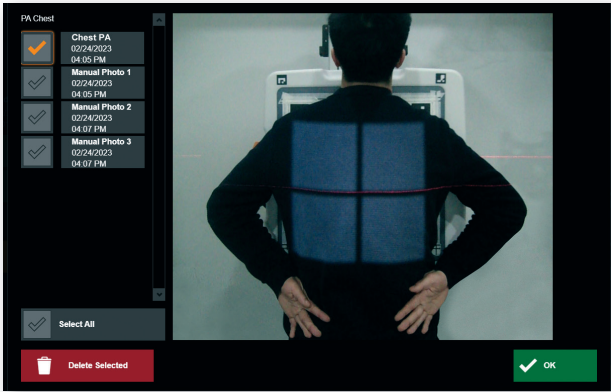 PA Chest
Chest PA
02/24/2023
04:05 PM
Manual Photo 1
02/24/2023
04:05 PM
Manual Photo 2
02/24/2023
04:07 PM
Manual Photo 3
02/24/2023
04:07 PM
Select All
Delete Selected
OK